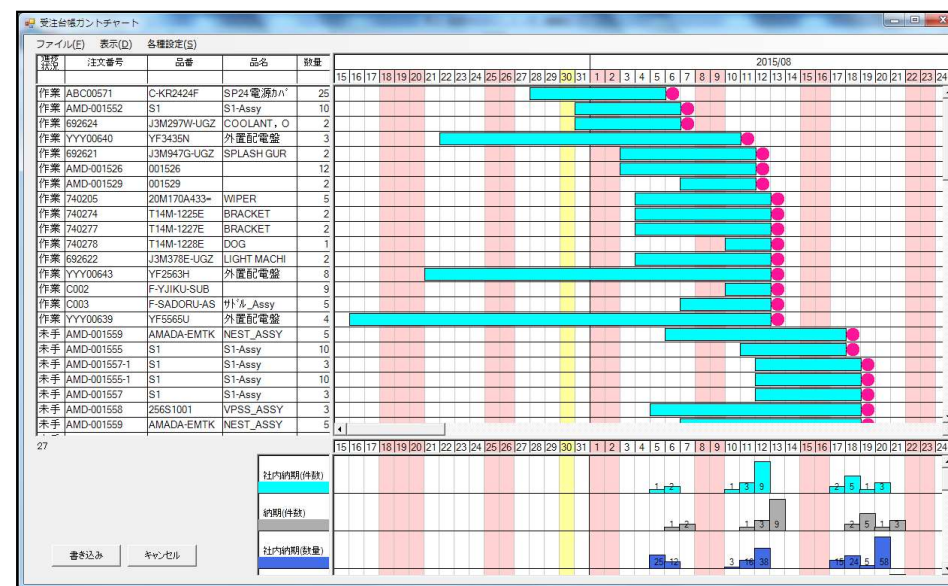 受注台帳ガントチャート
ファイル(F) 表示(D) 各種設定(S)
進捗状況 注文番号 品番 品名 数量
2015/08
15 16 17 18 19 20 21 22 23 24 25 26 27 28 29 30 31 1 2 3 4 5 6 7 8 9 10 11 12 13 14 15 16 17 18 19 20 21 22 23 24
作業 ABC00571 C-KR2424F SP24電源ｶﾊﾞ 25
作業 AMD-001552 S1 S1-Assy 10
作業 692624 J3M297W-UGZ COOLANT, O 2
作業 YYY00640 YF3435N 外置配電盤 3
作業 692621 J3M947G-UGZ SPLASH GUR 2
作業 AMD-001526 001526 12
作業 AMD-001529 001529 2
作業 740205 20M170A433= WIPER 5
作業 740274 T14M-1225E BRACKET 2
作業 740277 T14M-1227E BRACKET 2
作業 740278 T14M-1228E DOG 1
作業 692622 J3M378E-UGZ LIGHT MACHI 2
作業 YYY00643 YF2563H 外置配電盤 8
作業 C002 F-YJIKU-SUB 9
作業 C003 F-SADORU-AS ｻﾄﾞﾙ_Assy 5
作業 YYY00639 YF5565U 外置配電盤 4
未手 AMD-001559 AMADA-EMTK NEST_ASSY 5
未手 AMD-001555 S1 S1-Assy 10
未手 AMD-001557-1 S1 S1-Assy 3
未手 AMD-001555-1 S1 S1-Assy 10
未手 AMD-001557 S1 S1-Assy 3
未手 AMD-001558 256S1001 VPSS_ASSY 3
未手 AMD-001559 AMADA-EMTK NEST_ASSY 5
27
15 16 17 18 19 20 21 22 23 24 25 26 27 28 29 30 31 1 2 3 4 5 6 7 8 9 10 11 12 13 14 15 16 17 18 19 20 21 22 23 24
社内納期(件数)
1 2 1 3 9 2 5 1 3
納期(件数)
1 2 1 3 9 2 5 1 3
社内納期(数量)
25 12 3 16 38 15 24 5 58
書き込み キャンセル